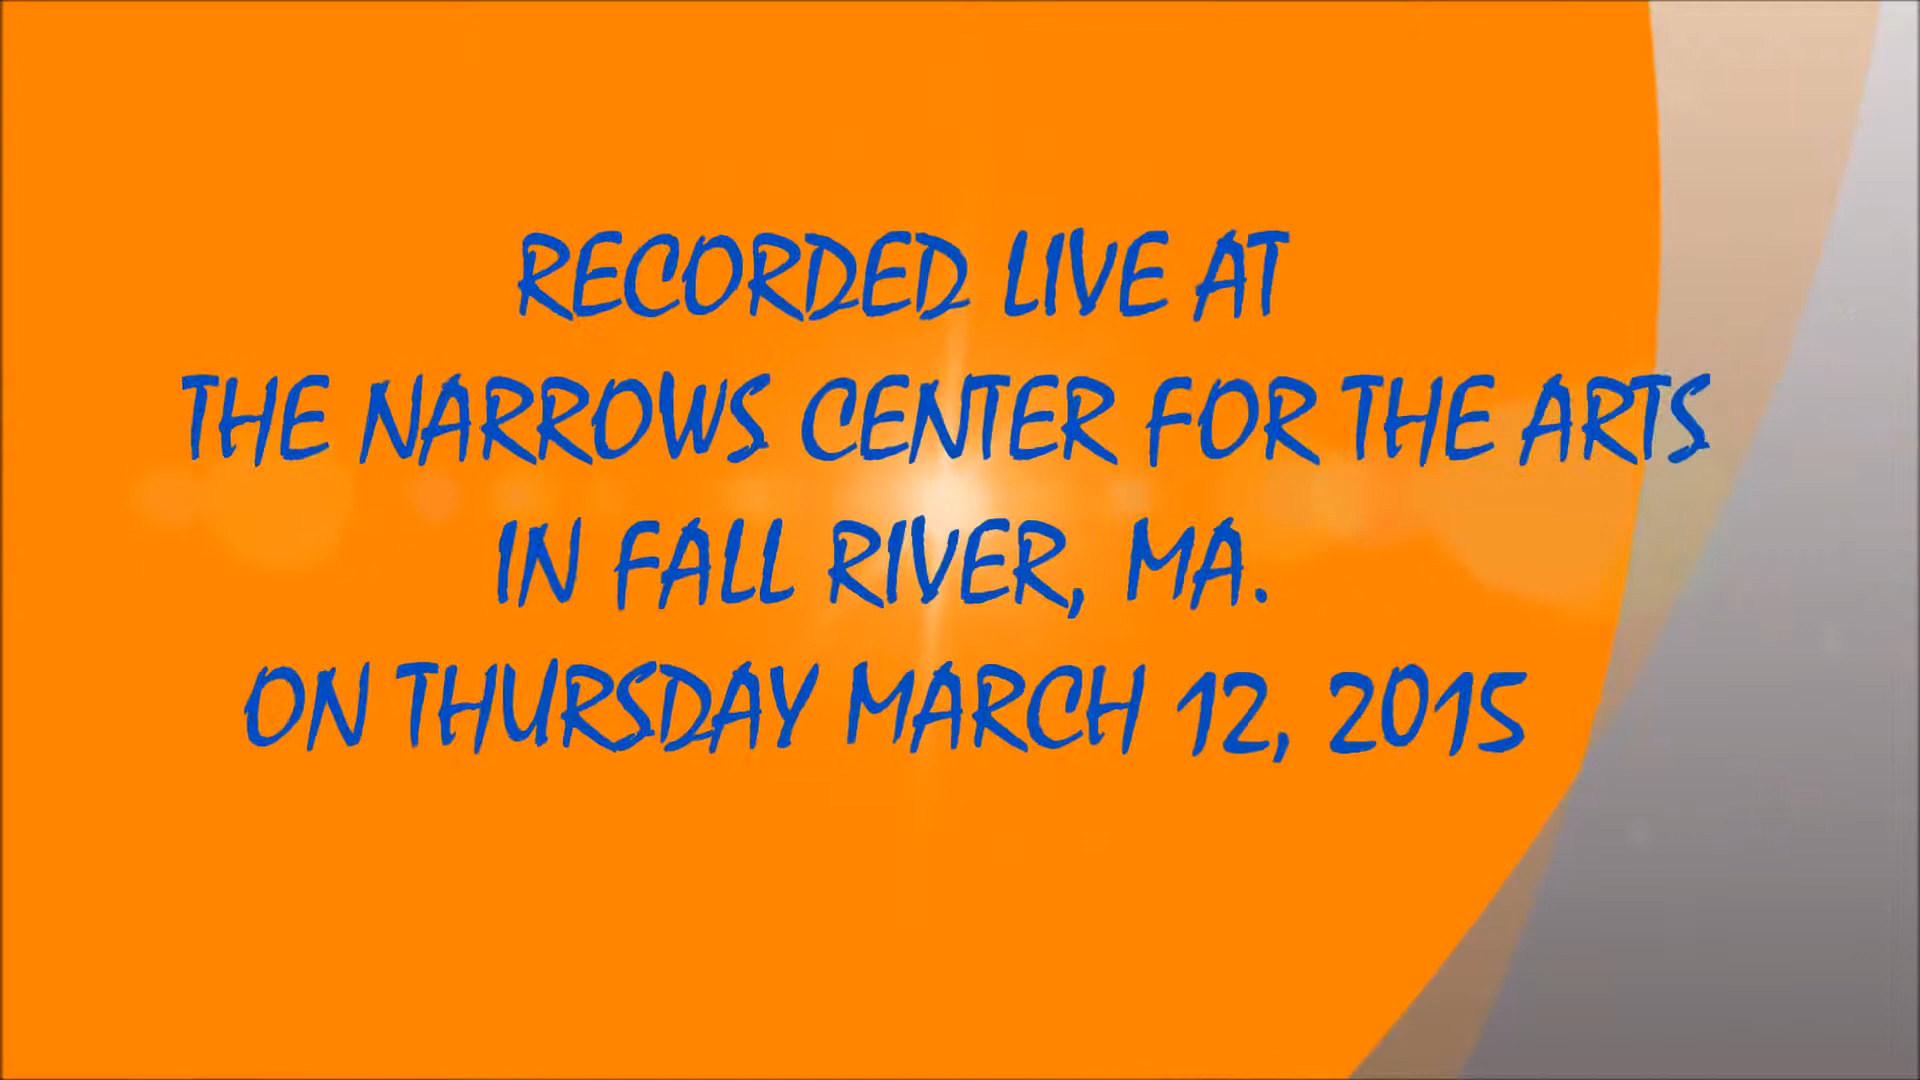 RECORDED LIVE AT
THE NARROWS CENTER FOR THE ARTS
IN FALL RIVER, MA.
ON THURSDAY MARCH 12, 2015